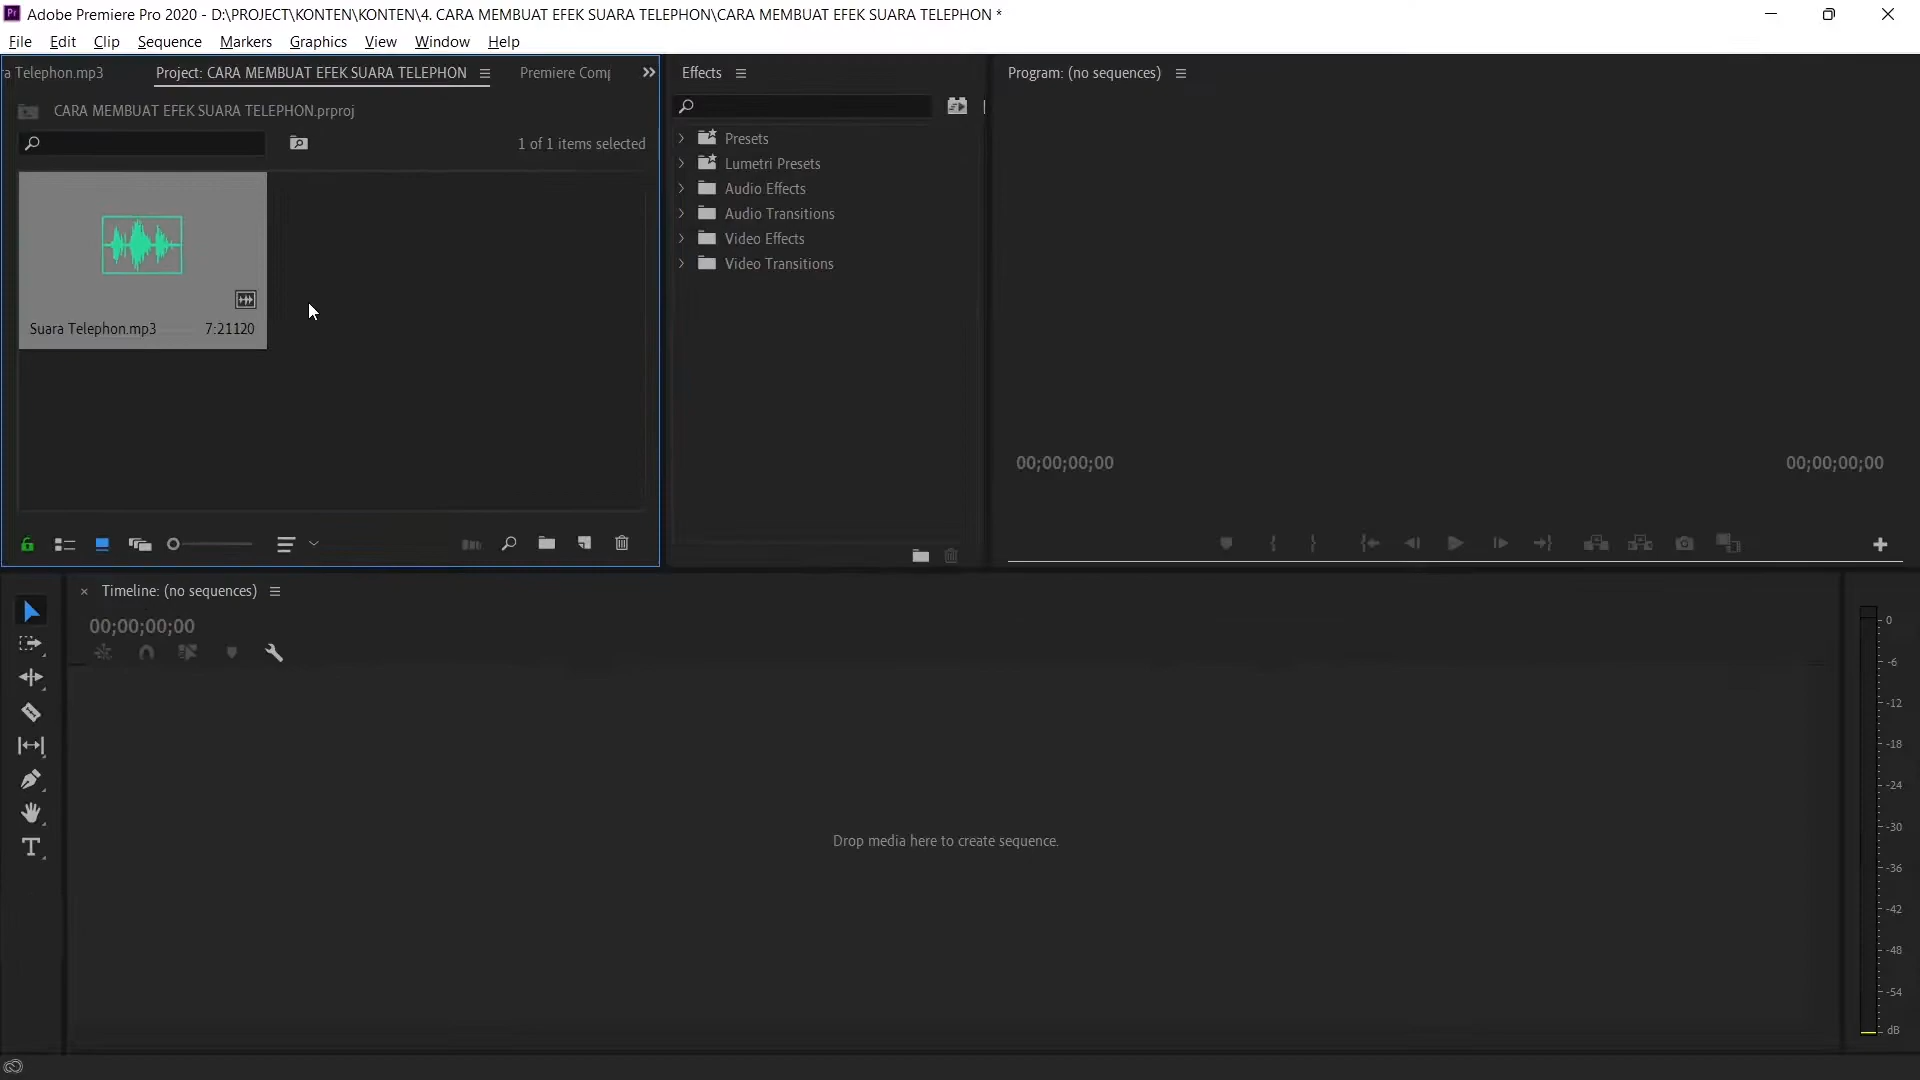 Adobe Premiere Pro 2020 - D:\PROJECT\KONTEN\KONTEN\4. CARA MEMBUAT EFEK SUARA TELEPHON\CARA MEMBUAT EFEK SUARA TELEPHON *
File Edit Clip Sequence Markers Graphics View Window Help
ra Telephon.mp3 Project: CARA MEMBUAT EFEK SUARA TELEPHON Premiere Comp
Effects
Program: (no sequences)
CARA MEMBUAT EFEK SUARA TELEPHON.prproj
1 of 1 items selected
Suara Telephon.mp3 7:21120
Presets
Lumetri Presets
Audio Effects
Audio Transitions
Video Effects
Video Transitions
00;00;00;00 00;00;00;00
Timeline: (no sequences)
00;00;00;00
Drop media here to create sequence.
0
-6
-12
-18
-24
-30
-36
-42
-48
-54
dB